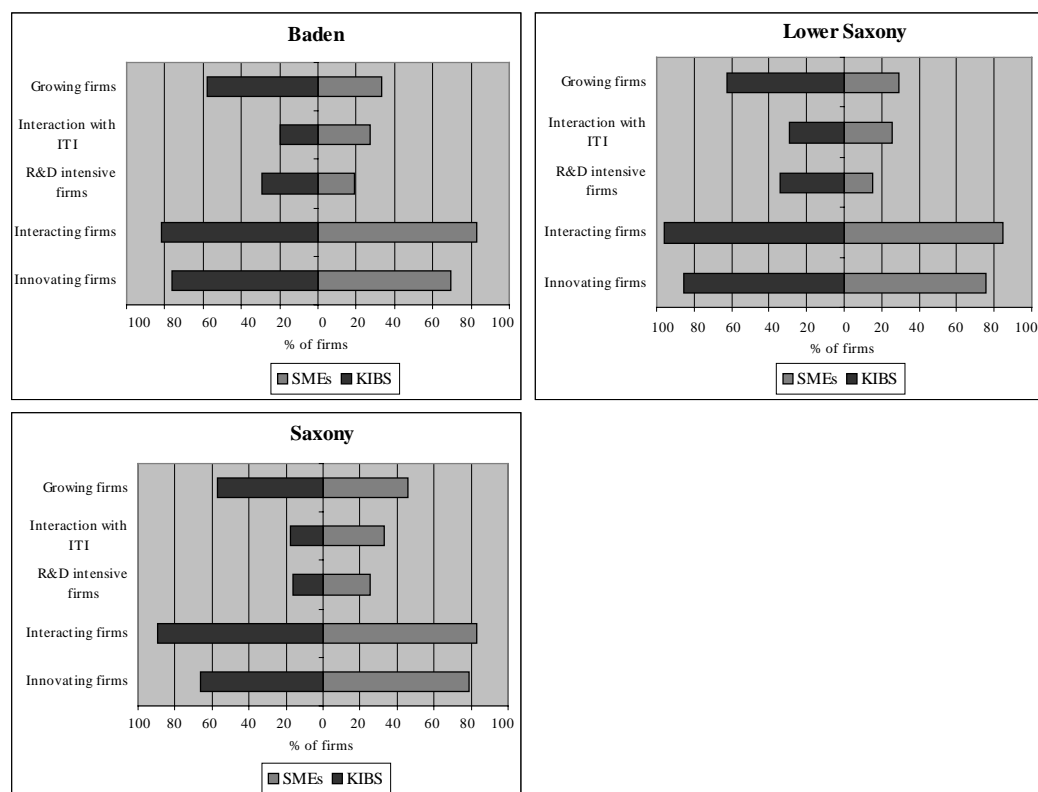 Baden
Growing firms
Interaction with
ITI
R&D intensive
firms
Interacting firms
Innovating firms
100 80 60 40 20 0 20 40 60 80 100
% of firms
SMEs KIBS
Lower Saxony
Growing firms
Interaction with
ITI
R&D intensive
firms
Interacting firms
Innovating firms
100 80 60 40 20 0 20 40 60 80 100
% of firms
SMEs KIBS
Saxony
Growing firms
Interaction with
ITI
R&D intensive
firms
Interacting firms
Innovating firms
100 80 60 40 20 0 20 40 60 80 100
% of firms
SMEs KIBS